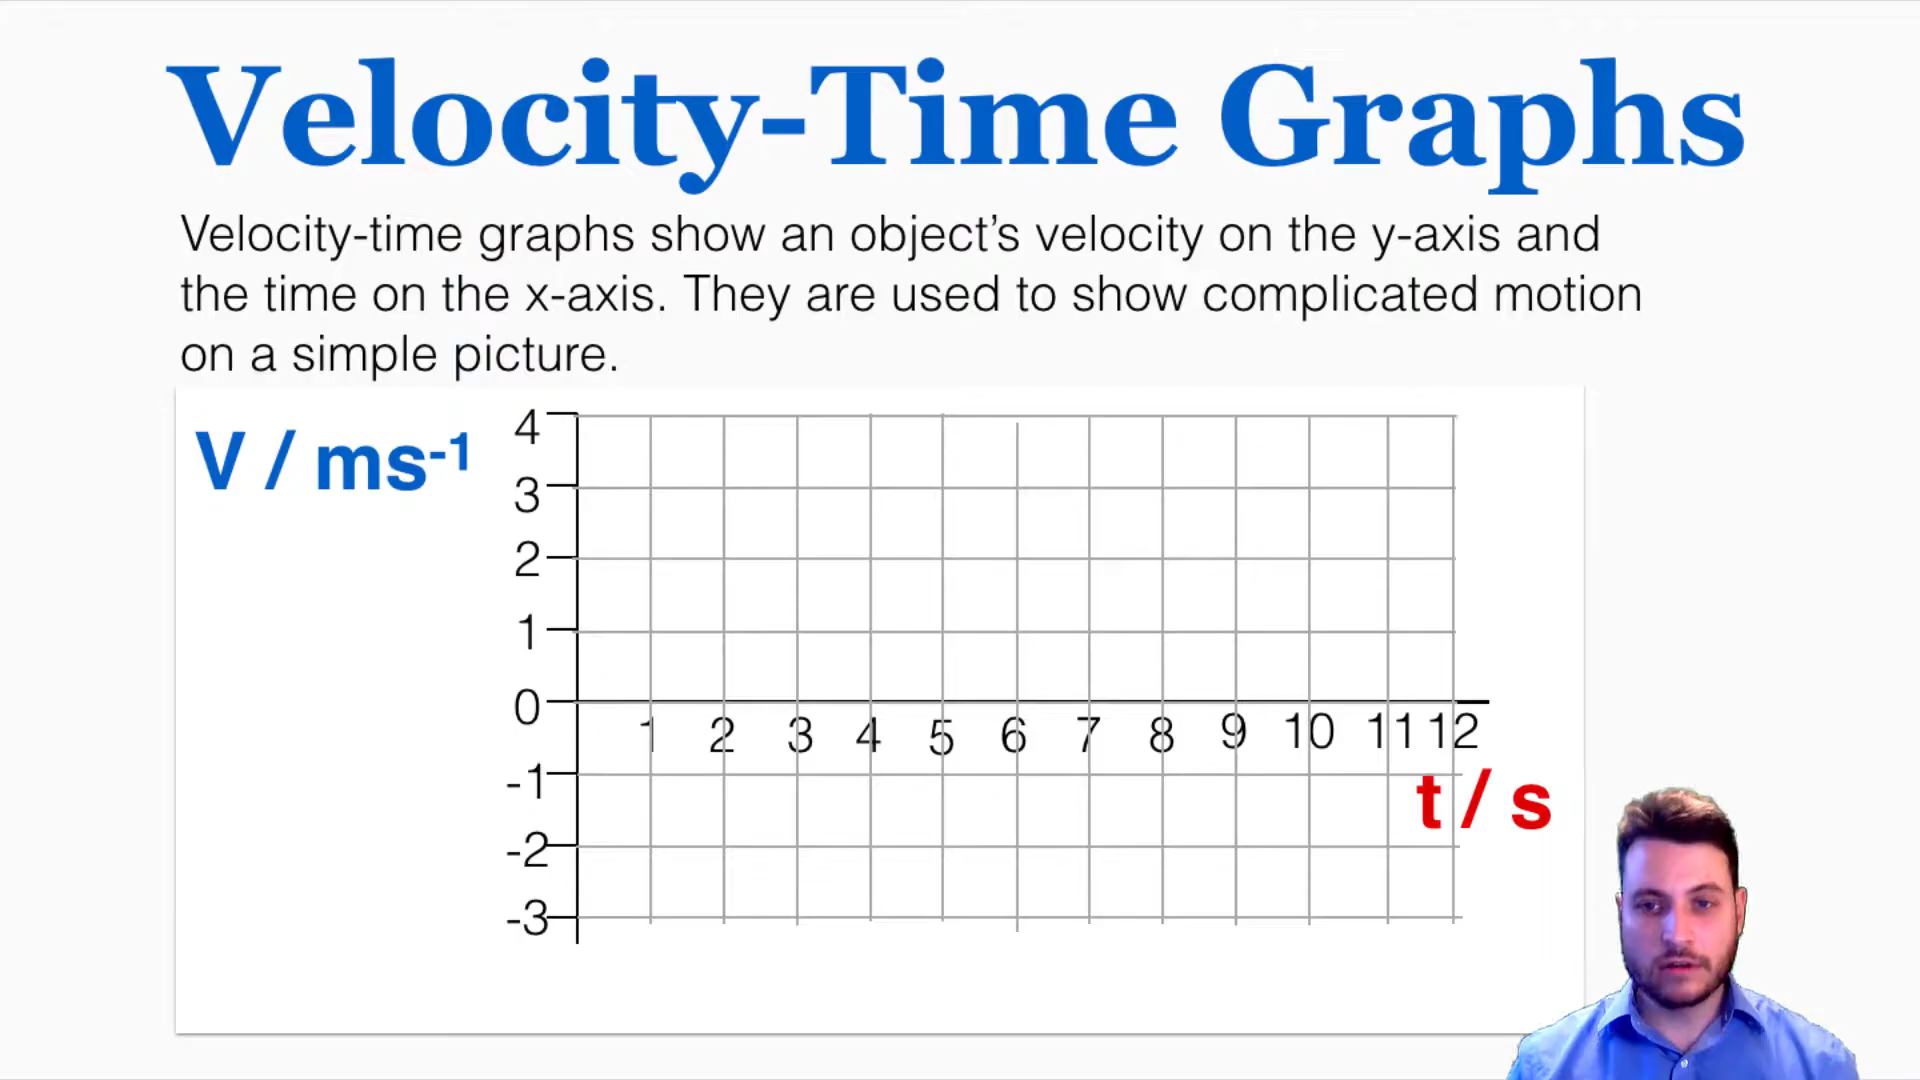 Velocity-Time Graphs
Velocity-time graphs show an object’s velocity on the y-axis and
the time on the x-axis. They are used to show complicated motion
on a simple picture.
V / ms⁻¹
4
3
2
1
0
1 2 3 4 5 6 7 8 9 10 11 12
-1
t / s
-2
-3